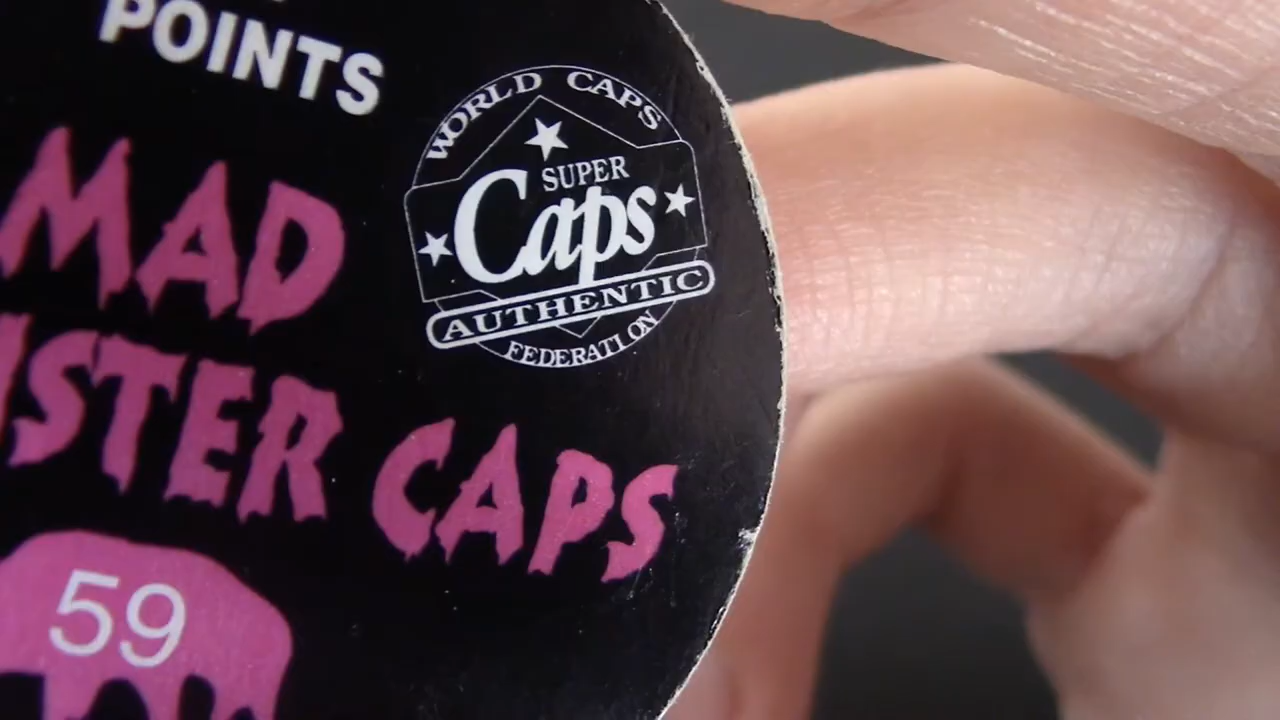 POINTS
WORLD CAPS
SUPER
Caps
AUTHENTIC
FEDERATION
MAD
STER CAPS
59